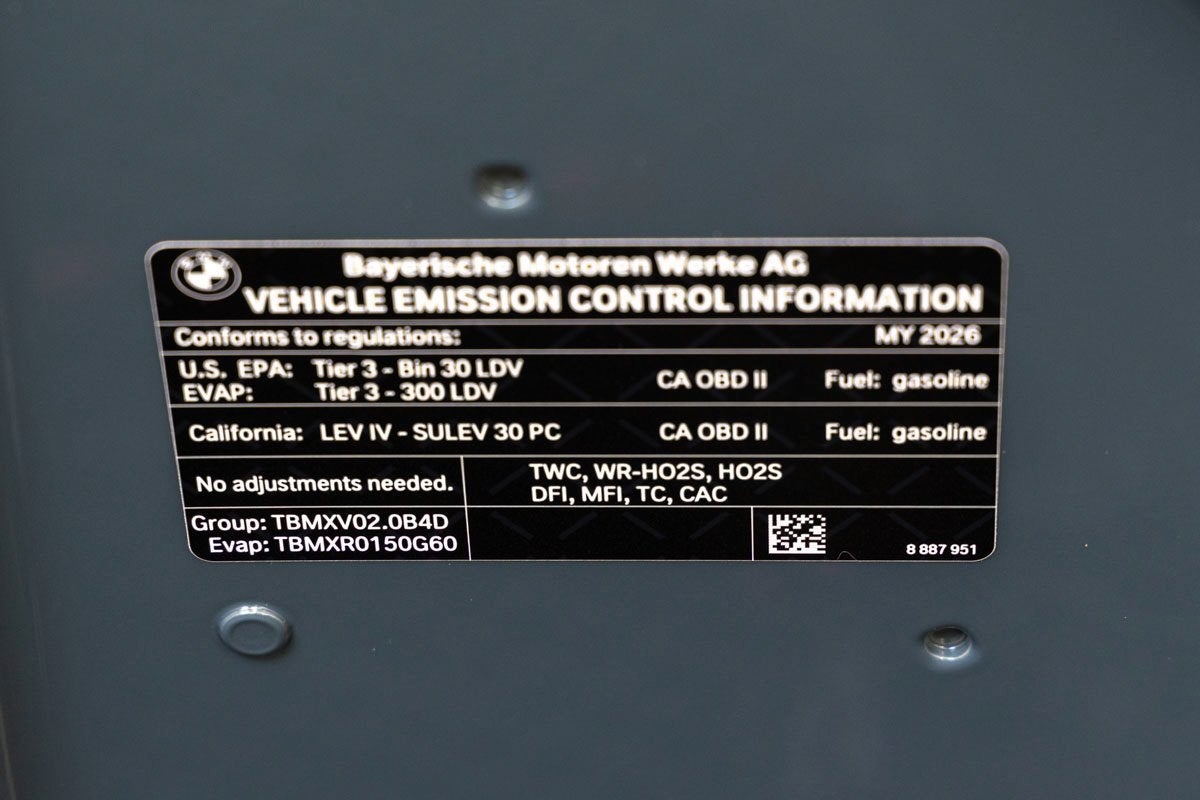 Bayerische Motoren Werke AG
VEHICLE EMISSION CONTROL INFORMATION
Conforms to regulations: MY 2026
U.S. EPA: Tier 3 - Bin 30 LDV
EVAP: Tier 3 - 300 LDV
CA OBD II Fuel: gasoline
California: LEV IV - SULEV 30 PC CA OBD II Fuel: gasoline
No adjustments needed.
TWC, WR-HO2S, HO2S
DFI, MFI, TC, CAC
Group: TBMXV02.0B4D
Evap: TBMXR0150G60
8 887 951